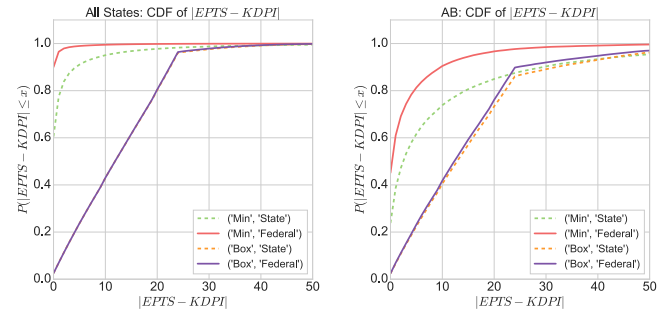 All States: CDF of |EPTS − KDPI|
P(|EPTS − KDPI| ≤ x)
1.0
0.8
0.6
0.4
0.2
0.0
0 10 20 30 40 50
|EPTS − KDPI|
('Min', 'State')
('Min', 'Federal')
('Box', 'State')
('Box', 'Federal')
AB: CDF of |EPTS − KDPI|
P(|EPTS − KDPI| ≤ x)
1.0
0.8
0.6
0.4
0.2
0.0
0 10 20 30 40 50
|EPTS − KDPI|
('Min', 'State')
('Min', 'Federal')
('Box', 'State')
('Box', 'Federal')